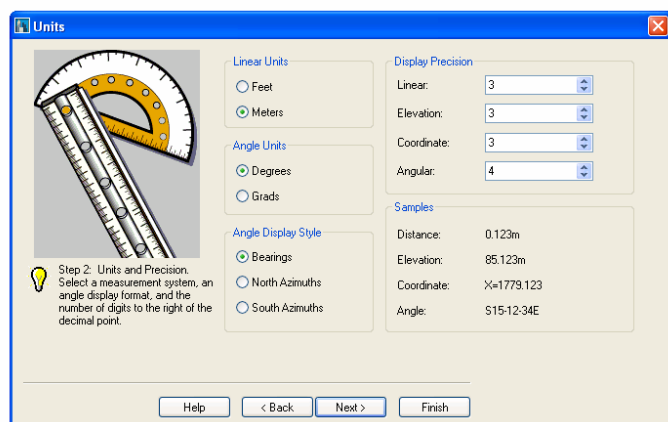 Units
Linear Units
Feet
Meters
Angle Units
Degrees
Grads
Angle Display Style
Bearings
North Azimuths
South Azimuths
Display Precision
Linear: 3
Elevation: 3
Coordinate: 3
Angular: 4
Samples
Distance: 0.123m
Elevation: 85.123m
Coordinate: X=1779.123
Angle: S15-12-34E
Step 2: Units and Precision.
Select a measurement system, an
angle display format, and the
number of digits to the right of the
decimal point.
Help
< Back
Next >
Finish